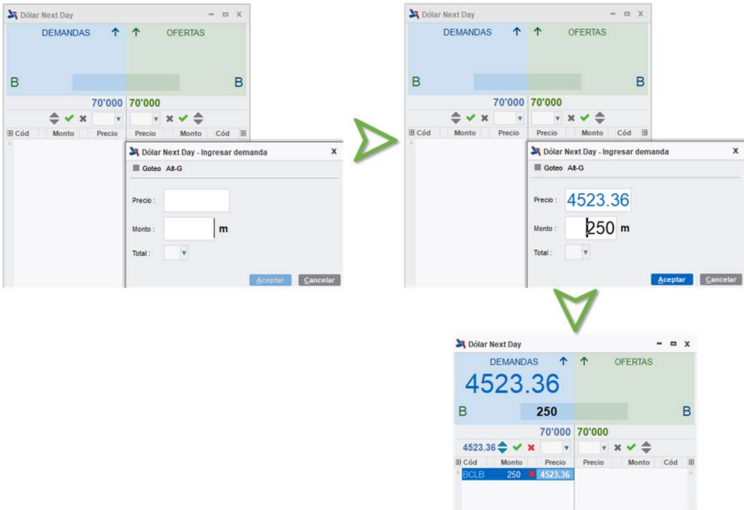 Dólar Next Day
DEMANDAS OFERTAS
B B
70'000 70'000
Cód Monto Precio Precio Monto Cód
Dólar Next Day - Ingresar demanda X
Goteo Alt-G
Precio :
Monto : m
Total :
Aceptar Cancelar
Dólar Next Day
DEMANDAS OFERTAS
B B
70'000 70'000
Cód Monto Precio Precio Monto Cód
Dólar Next Day - Ingresar demanda X
Goteo Alt-G
Precio : 4523.36
Monto : 250 m
Total :
Aceptar Cancelar
Dólar Next Day
DEMANDAS OFERTAS
4523.36
B 250 B
70'000 70'000
4523.36
Cód Monto Precio Precio Monto Cód
BCLB 250 4523.36